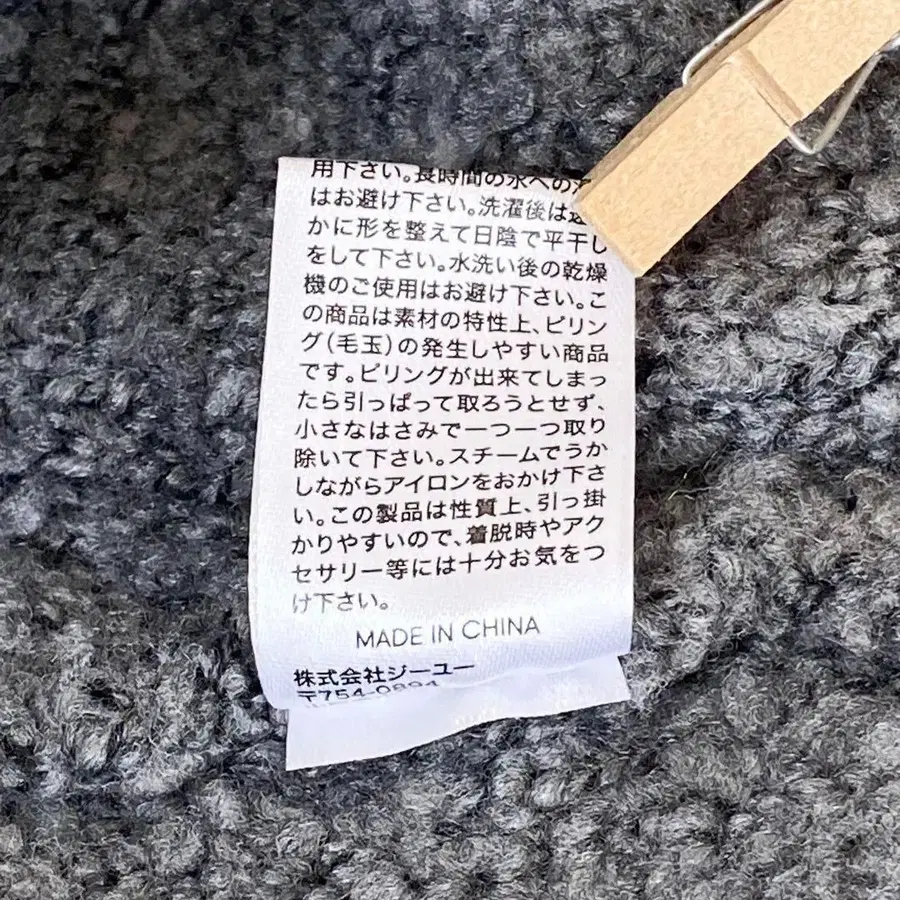 用下さい。長時間の水への
はお避け下さい。洗濯後は速
かに形を整えて日陰で平干し
をして下さい。水洗い後の乾燥
機のご使用はお避け下さい。こ
の商品は素材の特性上、ピリン
グ(毛玉)の発生しやすい商品
です。ピリングが出来てしまっ
たら引っぱって取ろうとせず、
小さなはさみで一つ一つ取り
除いて下さい。スチームでうか
しながらアイロンをおかけ下さ
い。この製品は性質上、引っ掛
かりやすいので、着脱時やアク
セサリー等には十分お気をつ
け下さい。
MADE IN CHINA
株式会社ジーユー
〒754-0894